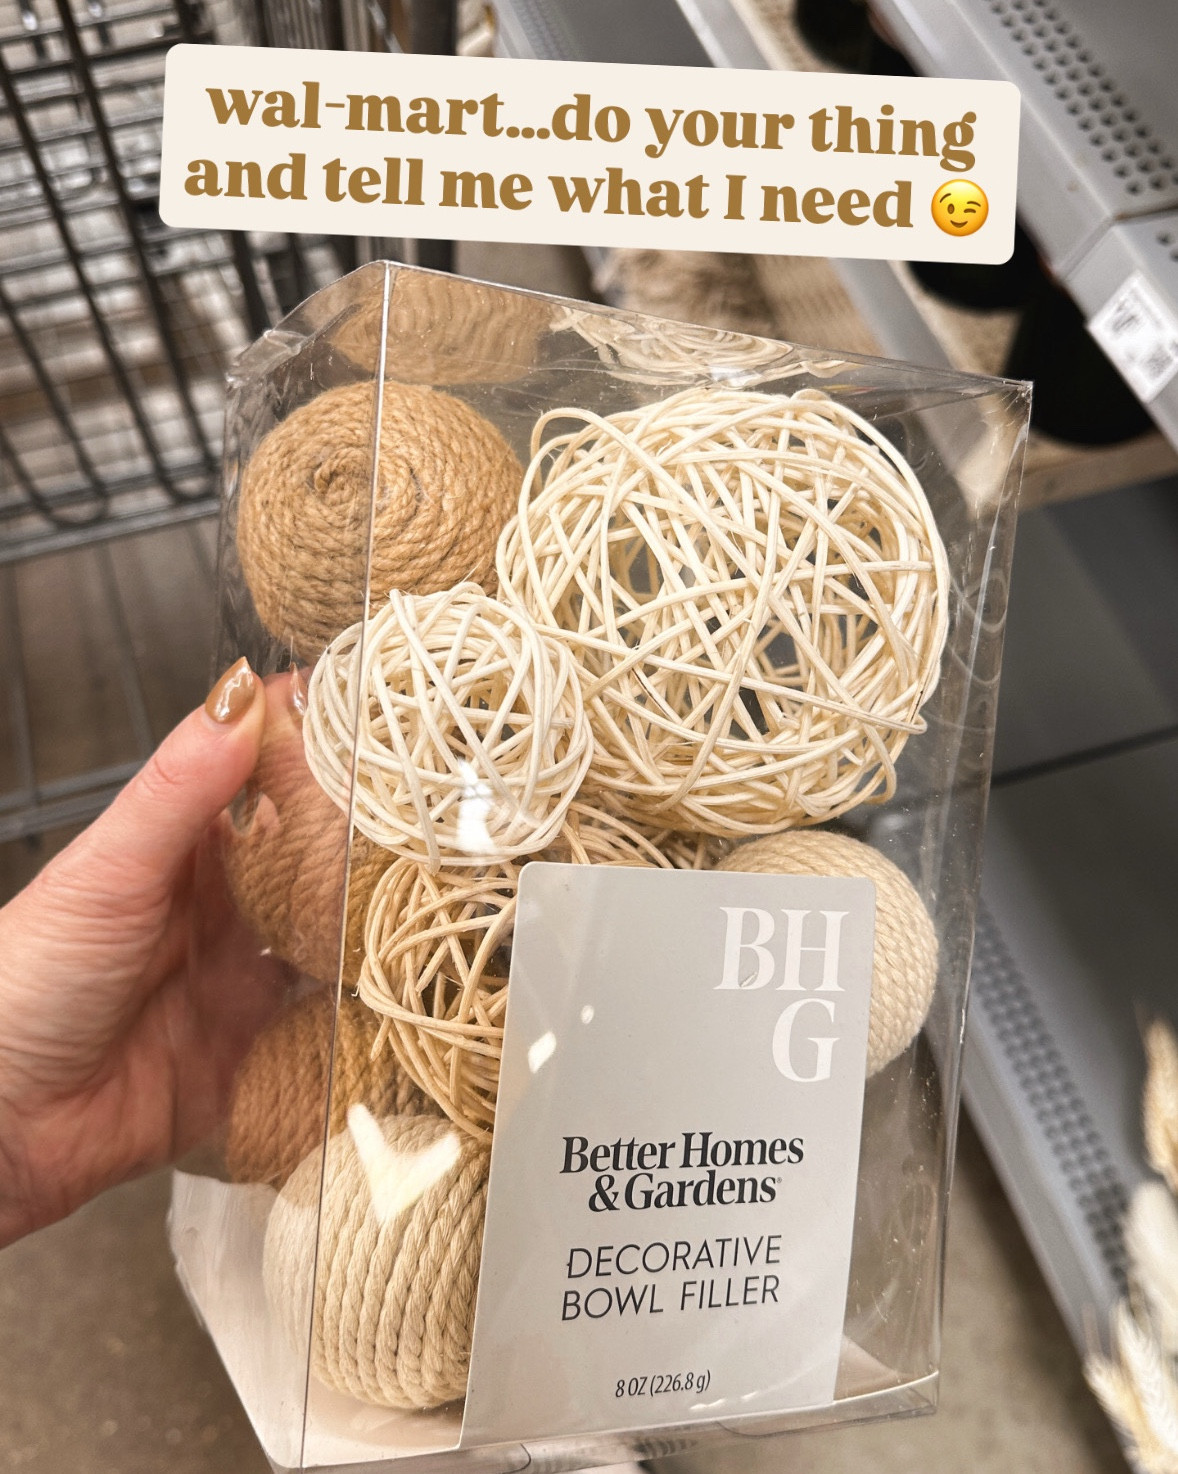 wal-mart...do your thing
and tell me what I need 😉
BH
G
Better Homes
& Gardens
DECORATIVE
BOWL FILLER
8 OZ (226.8 g)